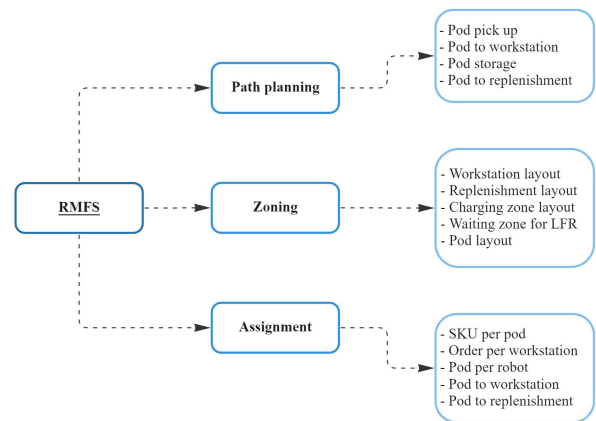 RMFS
Path planning
- Pod pick up
- Pod to workstation
- Pod storage
- Pod to replenishment
Zoning
- Workstation layout
- Replenishment layout
- Charging zone layout
- Waiting zone for LFR
- Pod layout
Assignment
- SKU per pod
- Order per workstation
- Pod per robot
- Pod to workstation
- Pod to replenishment